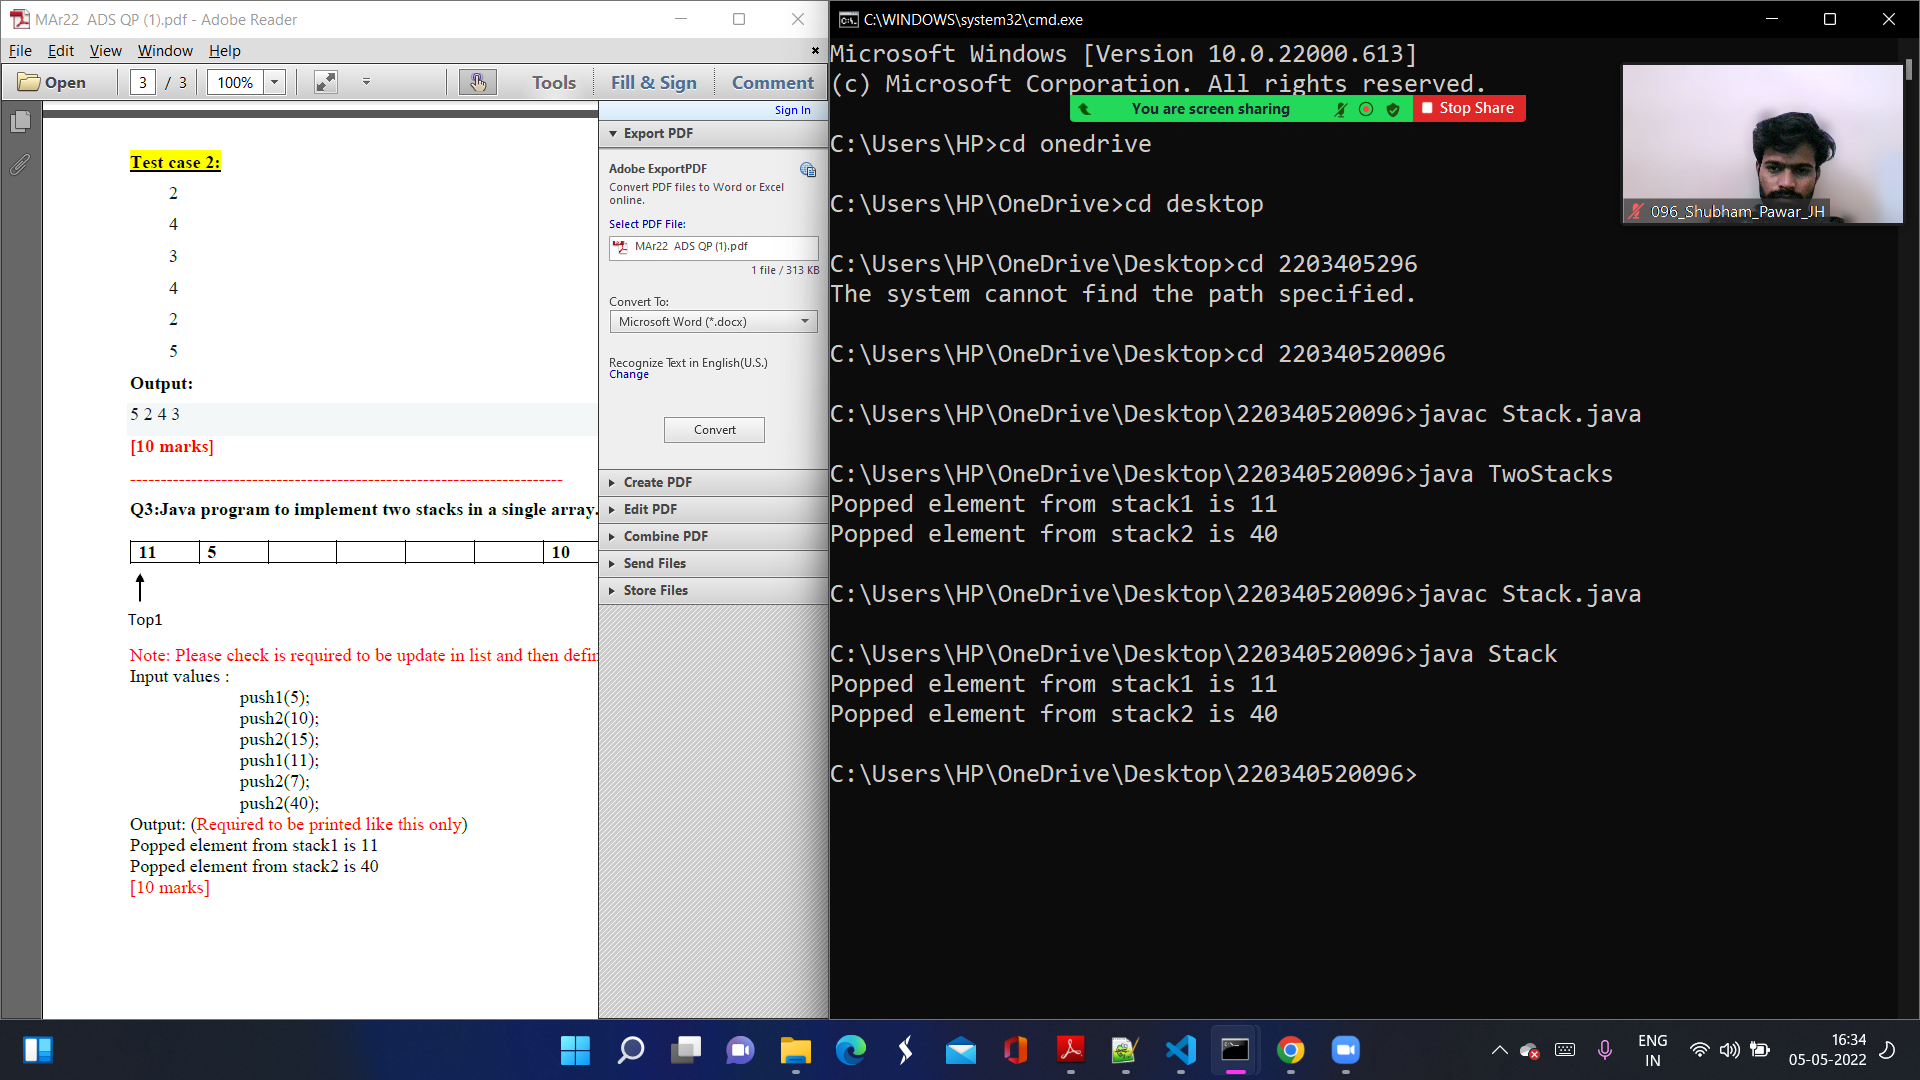 MAr22  ADS QP (1).pdf - Adobe Reader
File Edit View Window Help
Open 3 / 3 100% Tools Fill & Sign Comment
Sign In
Test case 2:
2
4
3
4
2
5
Output:
5 2 4 3
[10 marks]
-----------------------------------------------------------------------
Q3:Java program to implement two stacks in a single array.
11 5 10
Top1
Note: Please check is required to be update in list and then defin
Input values :
push1(5);
push2(10);
push2(15);
push1(11);
push2(7);
push2(40);
Output: (Required to be printed like this only)
Popped element from stack1 is 11
Popped element from stack2 is 40
[10 marks]
Export PDF
Adobe ExportPDF
Convert PDF files to Word or Excel
online.
Select PDF File:
MAr22  ADS QP (1).pdf
1 file / 313 KB
Convert To:
Microsoft Word (*.docx)
Recognize Text in English(U.S.)
Change
Convert
Create PDF
Edit PDF
Combine PDF
Send Files
Store Files
C:\WINDOWS\system32\cmd.exe
Microsoft Windows [Version 10.0.22000.613]
(c) Microsoft Corporation. All rights reserved.
You are screen sharing Stop Share
096_Shubham_Pawar_JH
C:\Users\HP>cd onedrive
C:\Users\HP\OneDrive>cd desktop
C:\Users\HP\OneDrive\Desktop>cd 2203405296
The system cannot find the path specified.
C:\Users\HP\OneDrive\Desktop>cd 220340520096
C:\Users\HP\OneDrive\Desktop\220340520096>javac Stack.java
C:\Users\HP\OneDrive\Desktop\220340520096>java TwoStacks
Popped element from stack1 is 11
Popped element from stack2 is 40
C:\Users\HP\OneDrive\Desktop\220340520096>javac Stack.java
C:\Users\HP\OneDrive\Desktop\220340520096>java Stack
Popped element from stack1 is 11
Popped element from stack2 is 40
C:\Users\HP\OneDrive\Desktop\220340520096>
ENG
IN
16:34
05-05-2022